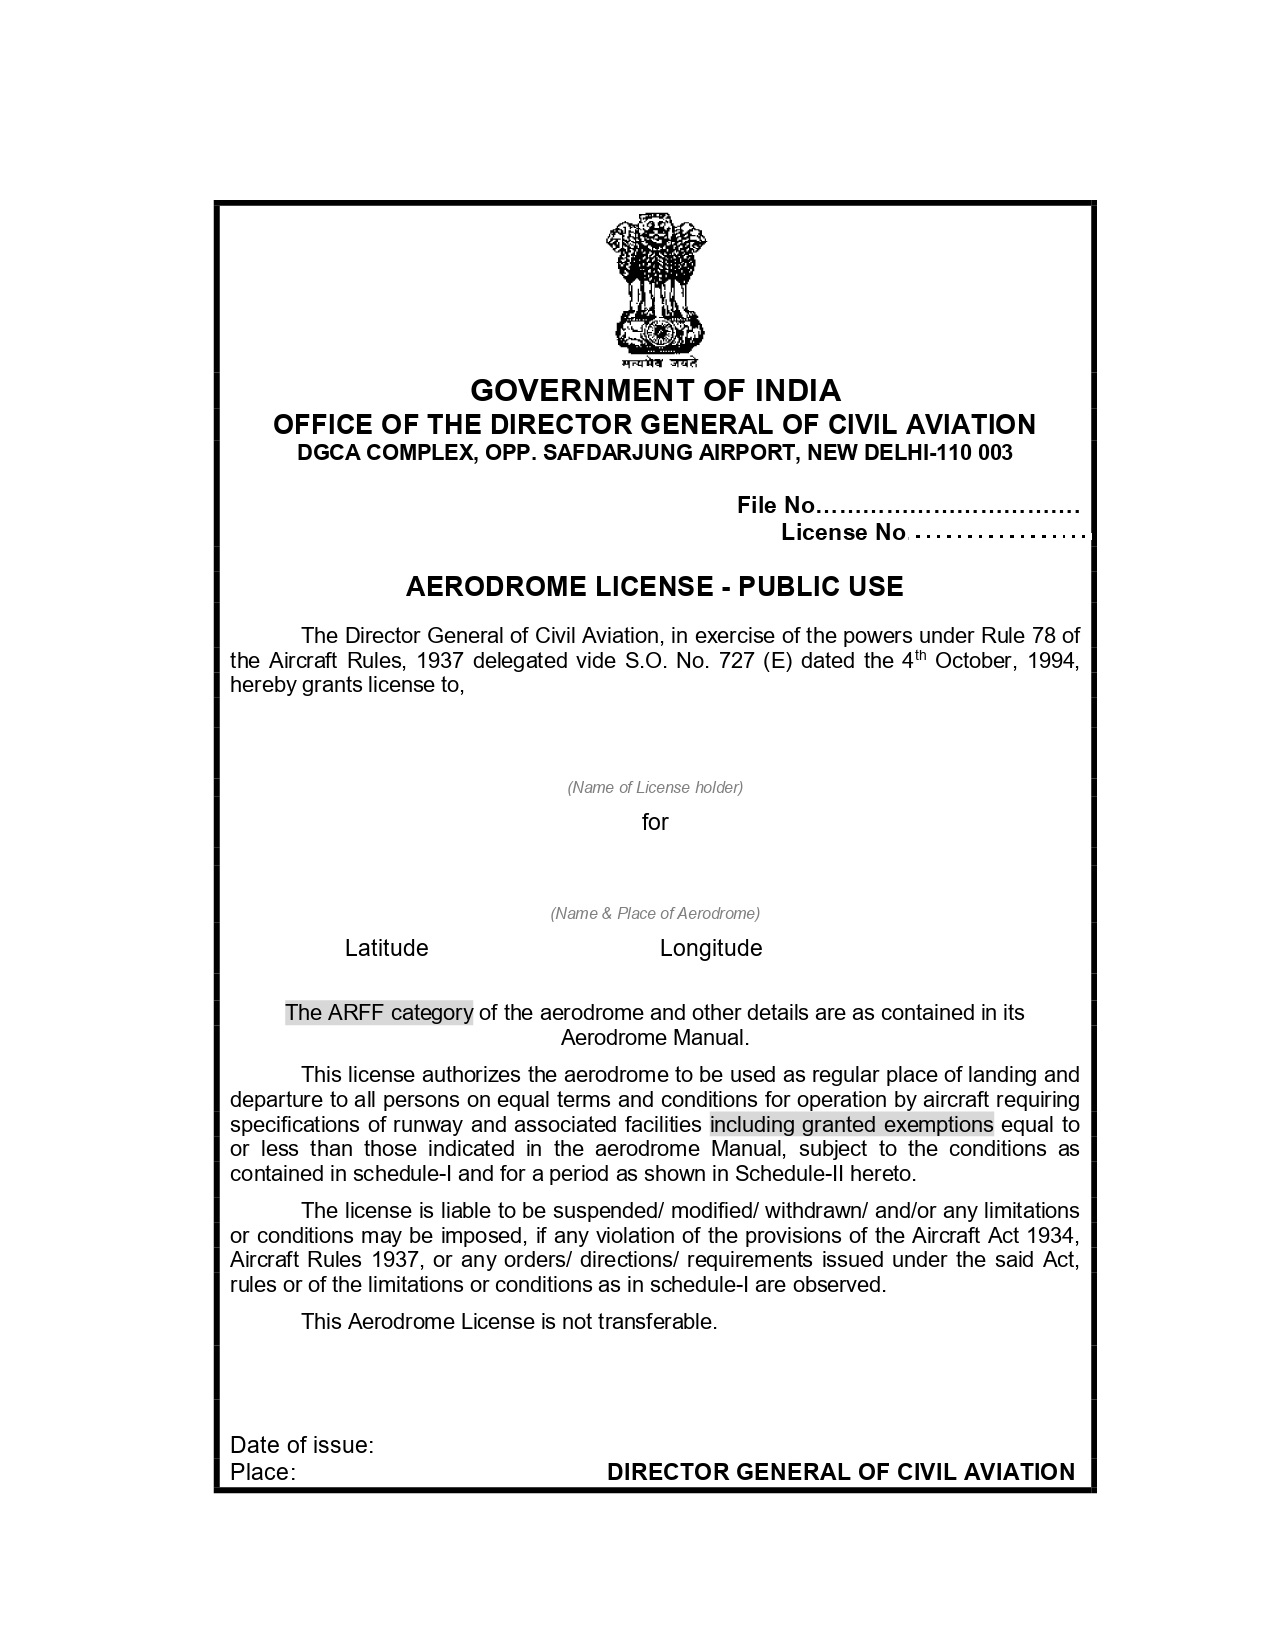 सत्यमेव जयते
GOVERNMENT OF INDIA
OFFICE OF THE DIRECTOR GENERAL OF CIVIL AVIATION
DGCA COMPLEX, OPP. SAFDARJUNG AIRPORT, NEW DELHI-110 003
File No…………………………….
License No..................
AERODROME LICENSE - PUBLIC USE
The Director General of Civil Aviation, in exercise of the powers under Rule 78 of
the Aircraft Rules, 1937 delegated vide S.O. No. 727 (E) dated the 4th October, 1994,
hereby grants license to,
(Name of License holder)
for
(Name & Place of Aerodrome)
Latitude Longitude
The ARFF category of the aerodrome and other details are as contained in its
Aerodrome Manual.
This license authorizes the aerodrome to be used as regular place of landing and
departure to all persons on equal terms and conditions for operation by aircraft requiring
specifications of runway and associated facilities including granted exemptions equal to
or less than those indicated in the aerodrome Manual, subject to the conditions as
contained in schedule-I and for a period as shown in Schedule-II hereto.
The license is liable to be suspended/ modified/ withdrawn/ and/or any limitations
or conditions may be imposed, if any violation of the provisions of the Aircraft Act 1934,
Aircraft Rules 1937, or any orders/ directions/ requirements issued under the said Act,
rules or of the limitations or conditions as in schedule-I are observed.
This Aerodrome License is not transferable.
Date of issue:
Place: DIRECTOR GENERAL OF CIVIL AVIATION